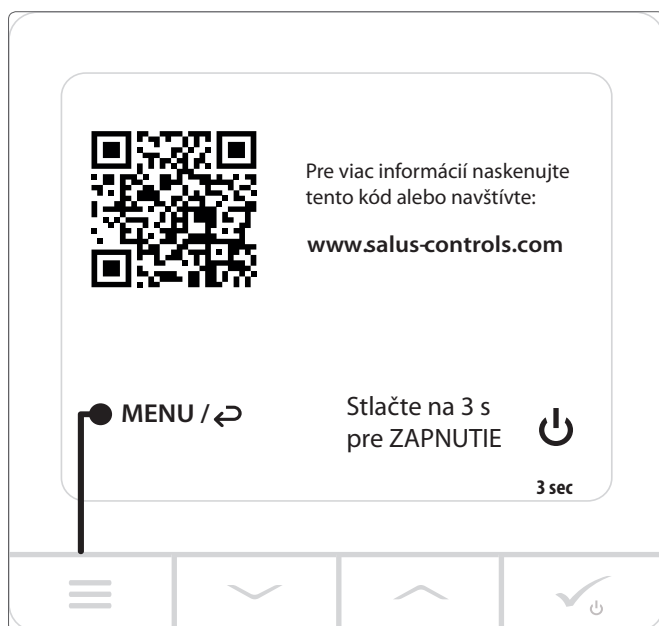 Pre viac informácií naskenujte
tento kód alebo navštívte:
www.salus-controls.com
MENU /
Stlačte na 3 s
pre ZAPNUTIE
3 sec